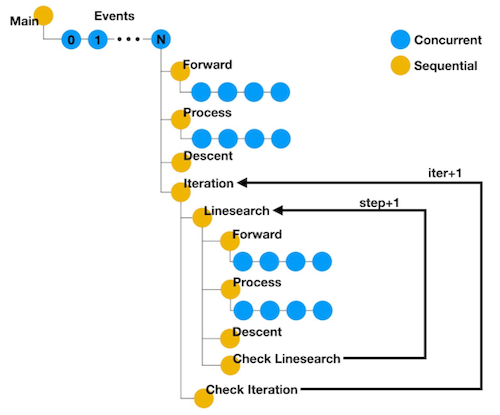 Main
Events
0 1 ••• N
Concurrent
Sequential
Forward
Process
Descent
Iteration
iter+1
Linesearch
step+1
Forward
Process
Descent
Check Linesearch
Check Iteration